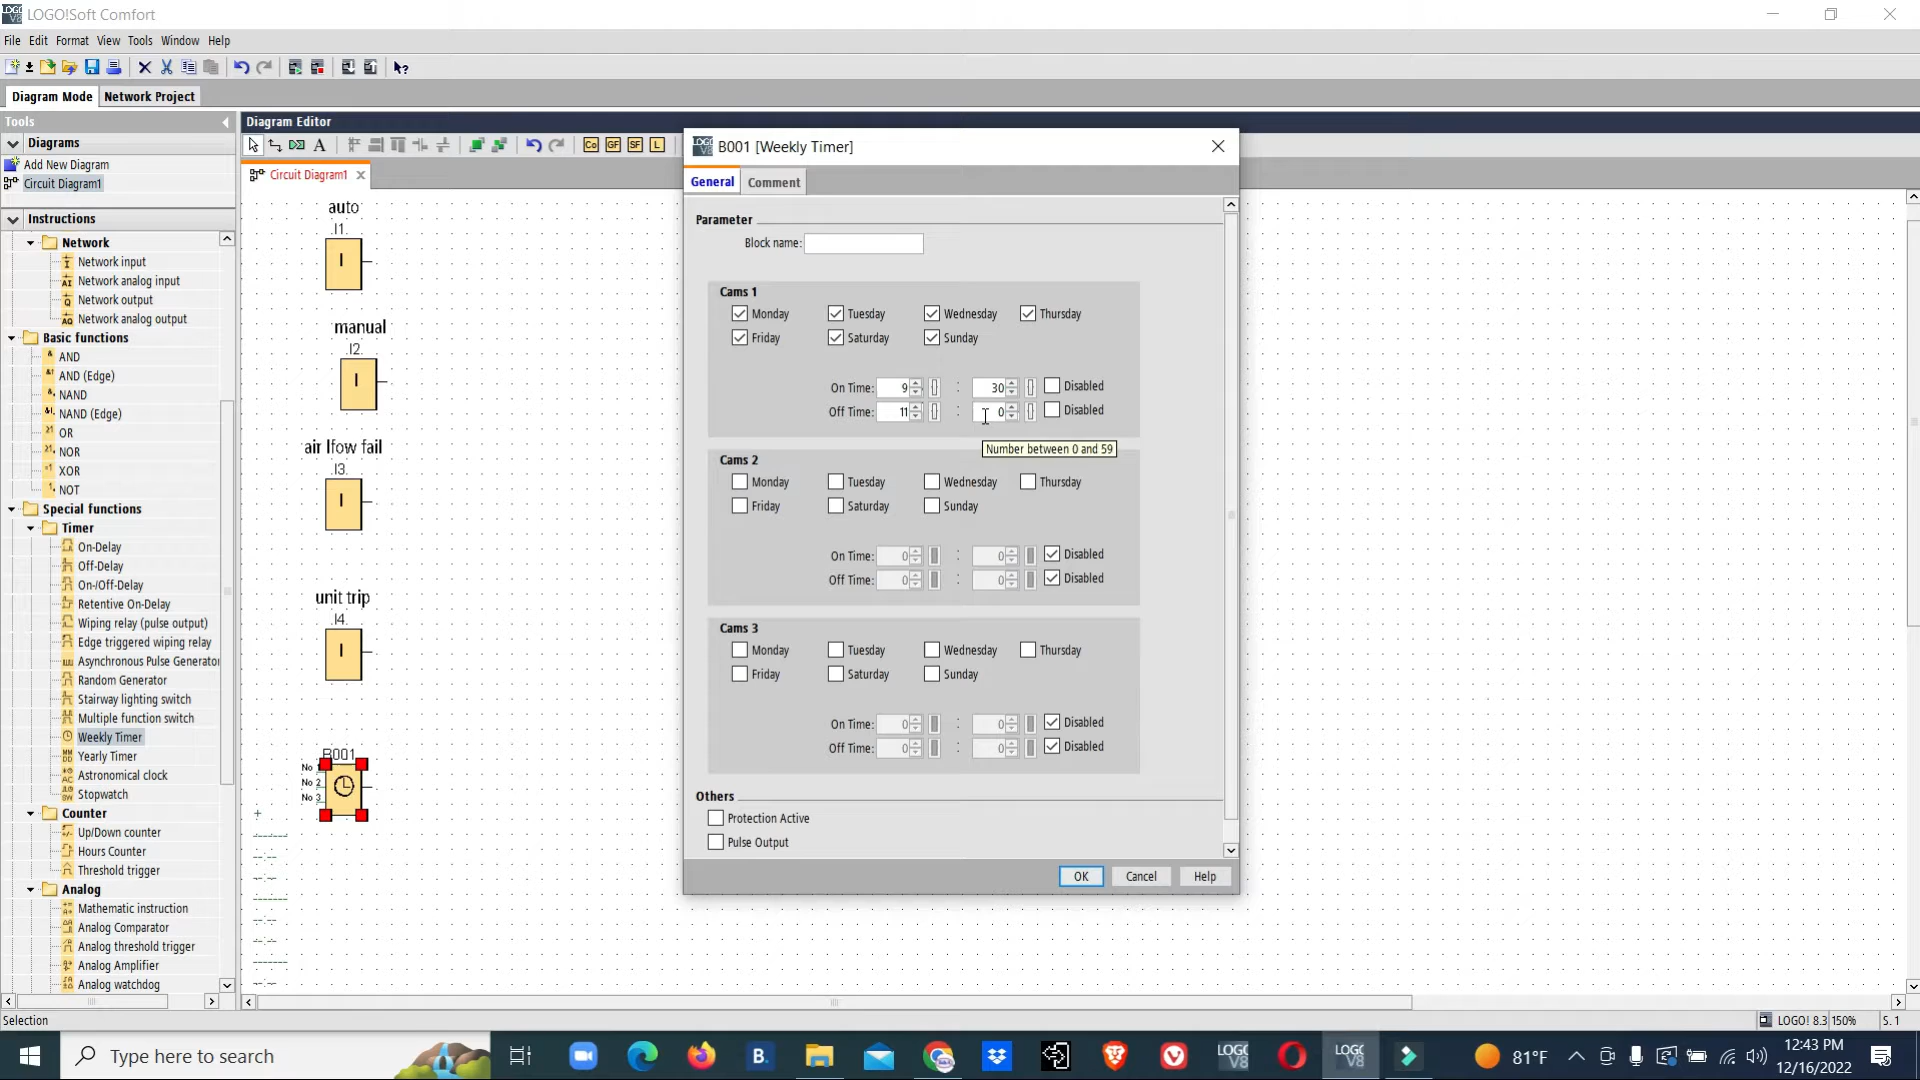 LOGO!Soft Comfort
File Edit Format View Tools Window Help
Diagram Mode Network Project
Tools
Diagrams
Add New Diagram
Circuit Diagram1
Instructions
Network
Network input
Network analog input
Network output
Network analog output
Basic functions
AND
AND (Edge)
NAND
NAND (Edge)
OR
NOR
XOR
NOT
Special functions
Timer
On-Delay
Off-Delay
On-/Off-Delay
Retentive On-Delay
Wiping relay (pulse output)
Edge triggered wiping relay
Asynchronous Pulse Generator
Random Generator
Stairway lighting switch
Multiple function switch
Weekly Timer
Yearly Timer
Astronomical clock
Stopwatch
Counter
Up/Down counter
Hours Counter
Threshold trigger
Analog
Mathematic instruction
Analog Comparator
Analog threshold trigger
Analog Amplifier
Analog watchdog
Diagram Editor
A Co GF SF L
Circuit Diagram1
auto
I1
I
manual
I2
I
air lfow fail
I3
I
unit trip
I4
I
B001
No
No 2
No 3
B001 [Weekly Timer]
General Comment
Parameter
Block name:
Cams 1
Monday Tuesday Wednesday Thursday
Friday Saturday Sunday
On Time: 9 : 30 Disabled
Off Time: 11 : 0 Disabled
Number between 0 and 59
Cams 2
Monday Tuesday Wednesday Thursday
Friday Saturday Sunday
On Time: 0 : 0 Disabled
Off Time: 0 : 0 Disabled
Cams 3
Monday Tuesday Wednesday Thursday
Friday Saturday Sunday
On Time: 0 : 0 Disabled
Off Time: 0 : 0 Disabled
Others
Protection Active
Pulse Output
OK Cancel Help
Selection
LOGO! 8.3 150% S. 1
Type here to search
B.
LOGO
LOGO V8
81°F
12:43 PM
12/16/2022